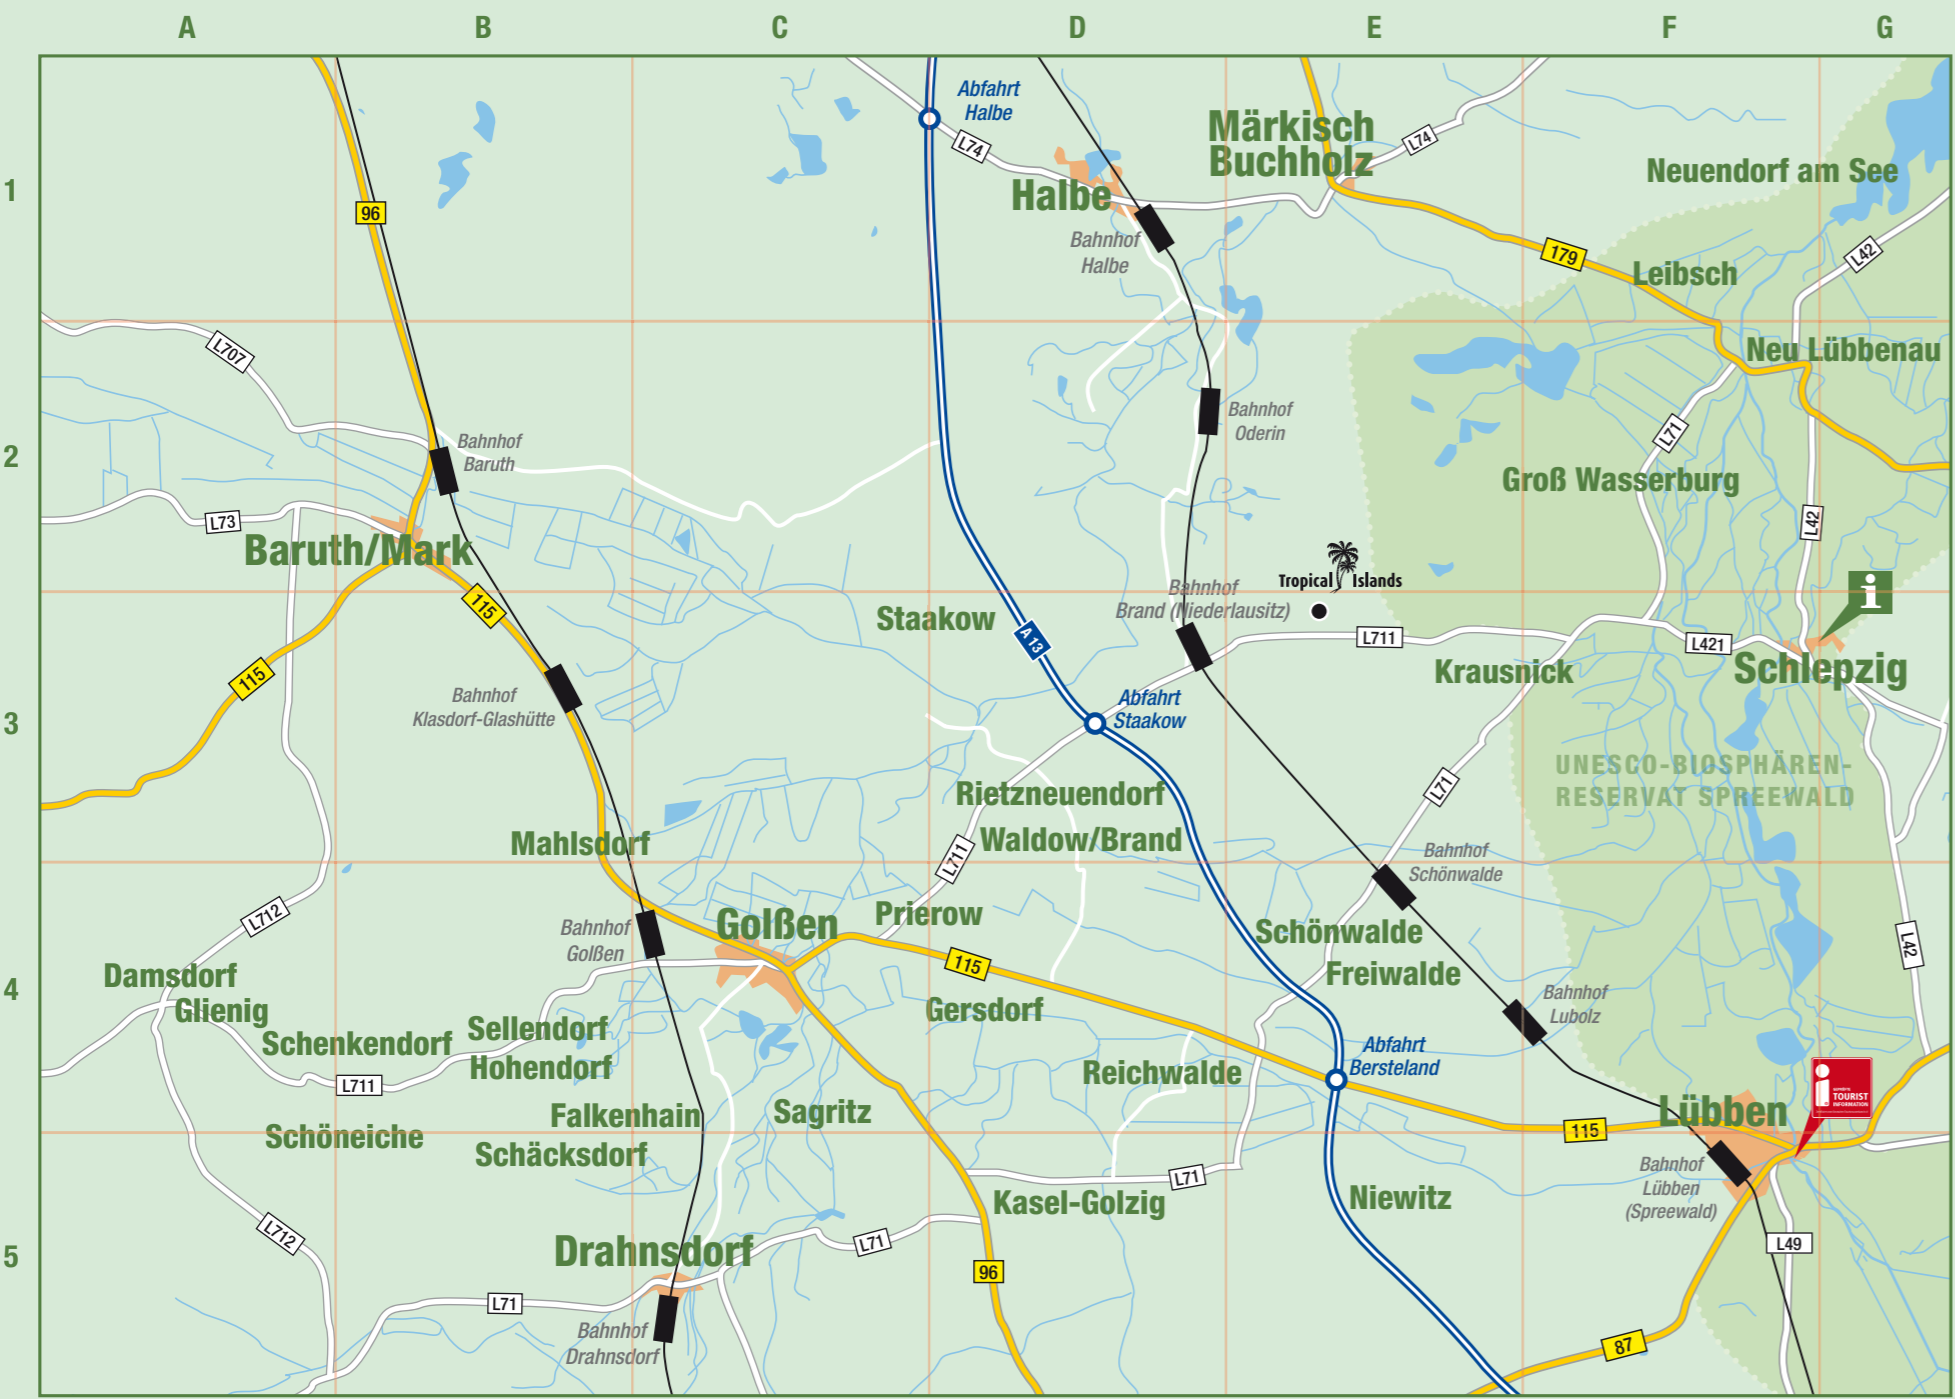 A B C D E F G
1
2
3
4
5
Abfahrt
Halbe
L74
Märkisch
Buchholz
L74
Neuendorf am See
Halbe
96
Bahnhof
Halbe
179
Leibsch
L42
L707
Neu Lübbenau
Bahnhof
Baruth
Bahnhof
Oderin
L71
Groß Wasserburg
L73
L42
Baruth/Mark
Tropical Islands
i
Bahnhof
Brand (Niederlausitz)
115
Staakow
A 13
L711
L421
115
Krausnick
Schlepzig
Bahnhof
Klasdorf-Glashütte
Abfahrt
Staakow
UNESCO-BIOSPHÄREN-
RESERVAT SPREEWALD
L71
Rietzneuendorf
Waldow/Brand
Mahlsdorf
L711
Bahnhof
Schönwalde
L712
Golßen
Prierow
Bahnhof
Golßen
Schönwalde
Freiwalde
115
L42
Damsdorf
Glienig
Gersdorf
Bahnhof
Lubolz
Schenkendorf
Sellendorf
Hohendorf
L711
Reichwalde
Abfahrt
Bersteland
i
TOURIST
INFORMATION
Lübben
Falkenhain
Sagritz
Schöneiche
Schäcksdorf
115
Bahnhof
Lübben
(Spreewald)
L71
Kasel-Golzig
Niewitz
L712
Drahnsdorf
L71
L49
96
L71
Bahnhof
Drahnsdorf
87